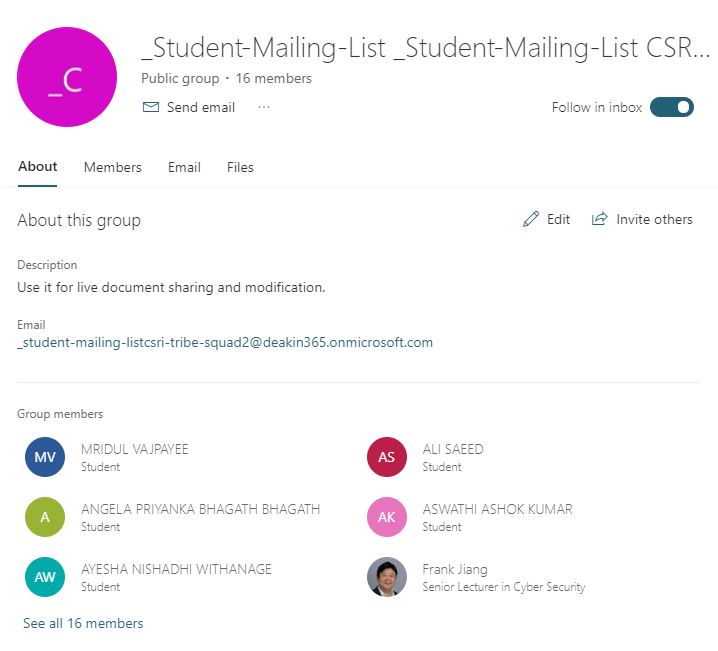 _C
_Student-Mailing-List _Student-Mailing-List CSR...
Public group · 16 members
Send email ...
Follow in inbox
About Members Email Files
About this group
Edit Invite others
Description
Use it for live document sharing and modification.
Email
_student-mailing-listcsri-tribe-squad2@deakin365.onmicrosoft.com
Group members
MV MRIDUL VAJPAYEE
Student
AS ALI SAEED
Student
A ANGELA PRIYANKA BHAGATH BHAGATH
Student
AK ASWATHI ASHOK KUMAR
Student
AW AYESHA NISHADHI WITHANAGE
Student
Frank Jiang
Senior Lecturer in Cyber Security
See all 16 members